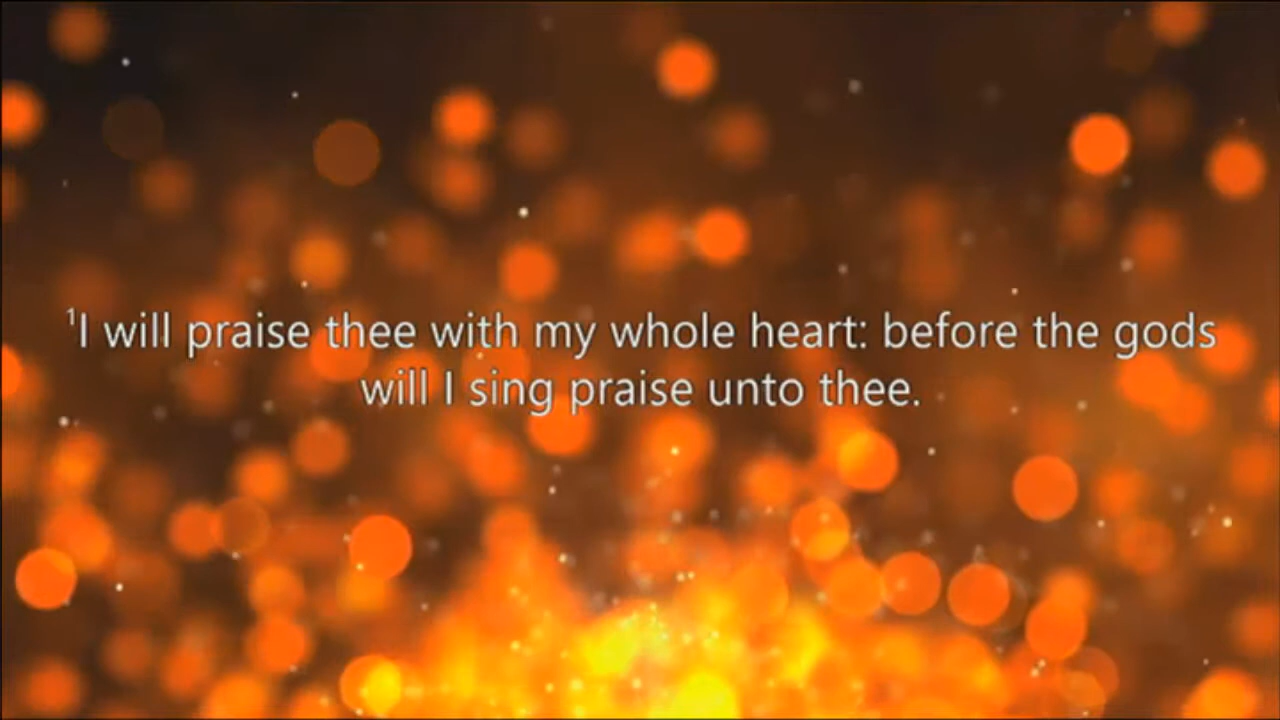 ¹I will praise thee with my whole heart: before the gods
will I sing praise unto thee.